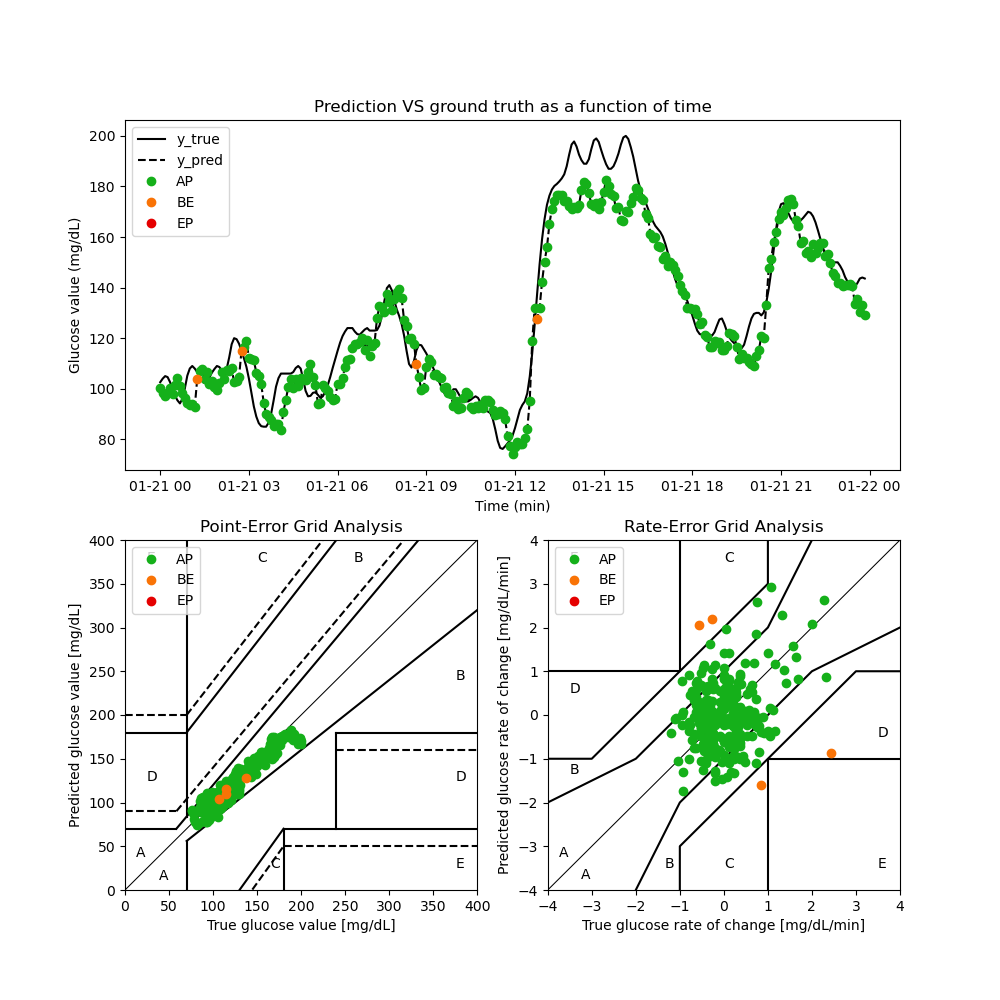 Prediction VS ground truth as a function of time
Glucose value (mg/dL)
200
180
160
140
120
100
80
y_true
y_pred
AP
BE
EP
01-21 00 01-21 03 01-21 06 01-21 09 01-21 12 01-21 15 01-21 18 01-21 21 01-22 00
Time (min)
Point-Error Grid Analysis
Predicted glucose value [mg/dL]
400
350
300
250
200
150
100
50
0
AP
BE
EP
C
B
B
D
D
A
A
C
E
0 50 100 150 200 250 300 350 400
True glucose value [mg/dL]
Rate-Error Grid Analysis
Predicted glucose rate of change [mg/dL/min]
4
3
2
1
0
−1
−2
−3
−4
AP
BE
EP
C
D
D
B
A
A
B
C
E
−4 −3 −2 −1 0 1 2 3 4
True glucose rate of change [mg/dL/min]